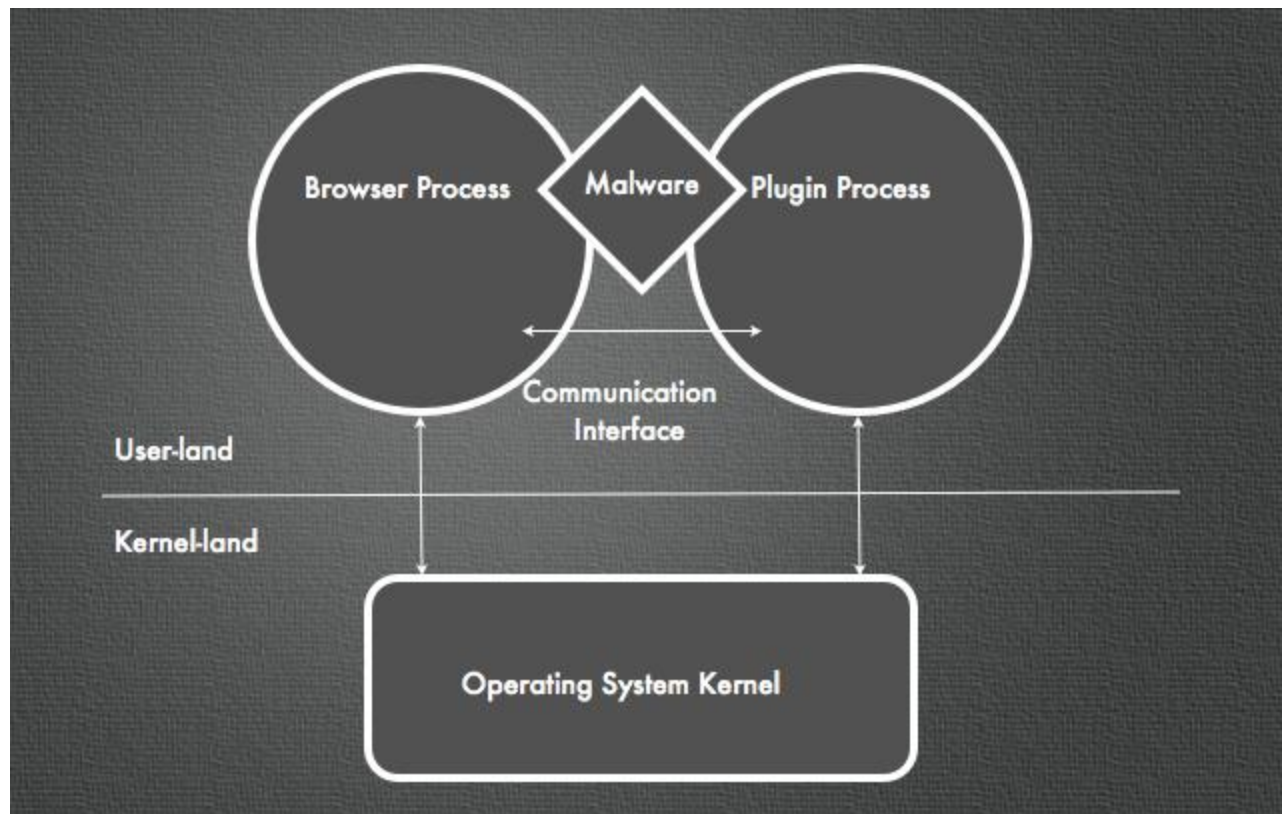 Browser Process
Malware
Plugin Process
Communication
Interface
User-land
Kernel-land
Operating System Kernel